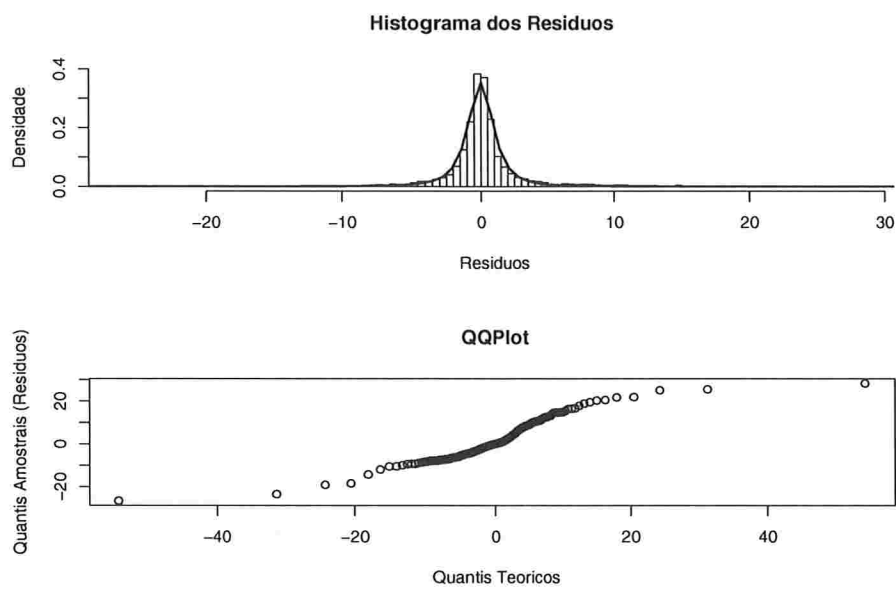 Histograma dos Residuos
Densidade
0.0 0.2 0.4
−20 −10 0 10 20 30
Residuos
QQPlot
Quantis Amostrais (Residuos)
−20 0 20
−40 −20 0 20 40
Quantis Teoricos